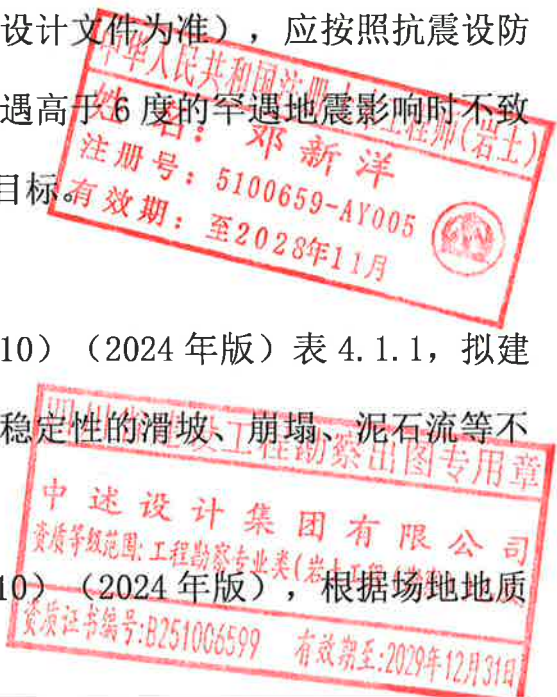 设计文件为准），应按照抗震设防
中华人民共和国注册土木工程师(岩土)
遇高于6度的罕遇地震影响时不致
姓 名：邓新洋
注册号：5100659-AY005
目标。
有效期：至2028年11月
10）（2024年版）表4.1.1，拟建
稳定性的滑坡、崩塌、泥石流等不
工程勘察出图专用章
中述设计集团有限公司
资质等级范围:工程勘察专业类(岩土工程
10）（2024年版），根据场地地质
资质证书编号:B251006599 有效期至:2029年12月31日